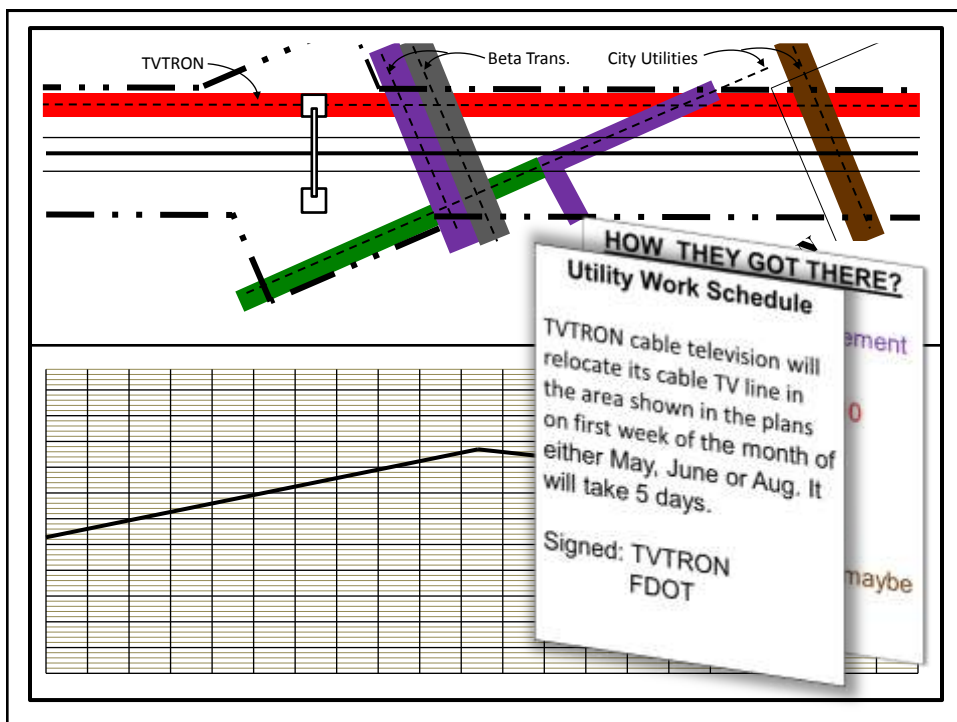 TVTRON
Beta Trans.
City Utilities
HOW THEY GOT THERE?
ement
0
maybe
Utility Work Schedule
TVTRON cable television will
relocate its cable TV line in
the area shown in the plans
on first week of the month of
either May, June or Aug. It
will take 5 days.
Signed: TVTRON
FDOT